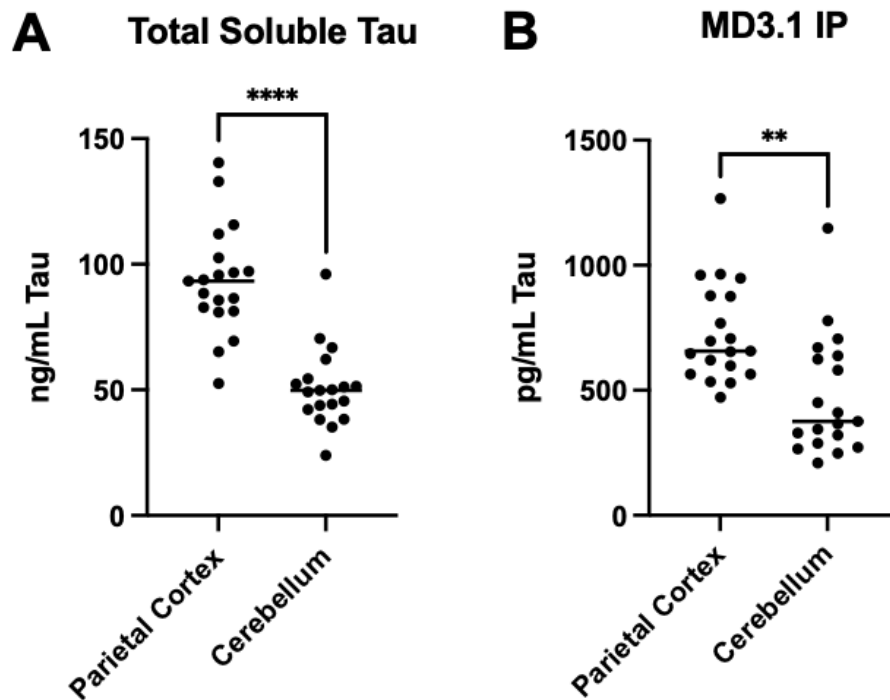 A
Total Soluble Tau
****
150
100
50
0
ng/mL Tau
Parietal Cortex
Cerebellum
B
MD3.1 IP
**
1500
1000
500
0
pg/mL Tau
Parietal Cortex
Cerebellum